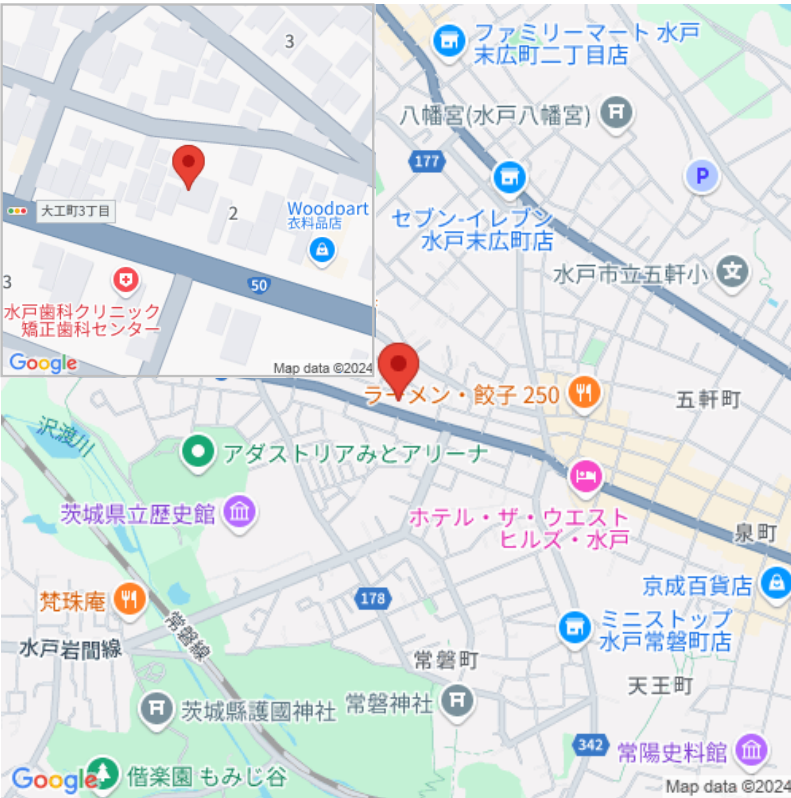 3
大工町3丁目
2
Woodpart
衣料品店
50
3
水戸歯科クリニック
矯正歯科センター
Google
Map data ©2024
ファミリーマート 水戸
末広町二丁目店
八幡宮(水戸八幡宮)
177
P
セブン-イレブン
水戸末広町店
水戸市立五軒小
文
ラーメン・餃子 250
五軒町
沢渡川
アダストリアみとアリーナ
茨城県立歴史館
ホテル・ザ・ウエスト
ヒルズ・水戸
泉町
京成百貨店
梵珠庵
178
ミニストップ
水戸常磐町店
常磐線
水戸岩間線
常磐町
天王町
茨城縣護國神社
常磐神社
342
常陽史料館
Google
偕楽園 もみじ谷
Map data ©2024